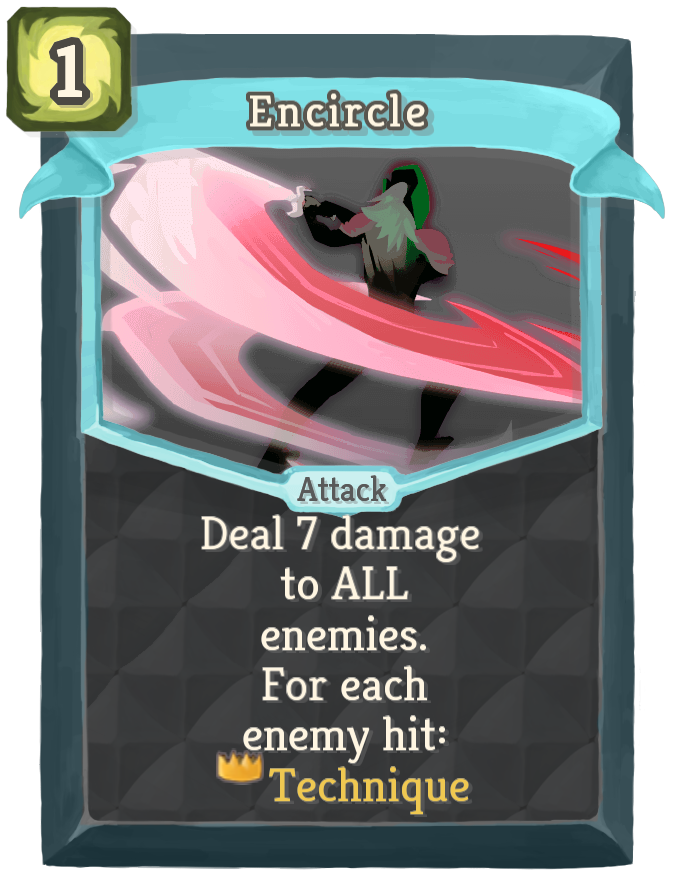 1
Encircle
Attack
Deal 7 damage
to ALL
enemies.
For each
enemy hit:
Technique